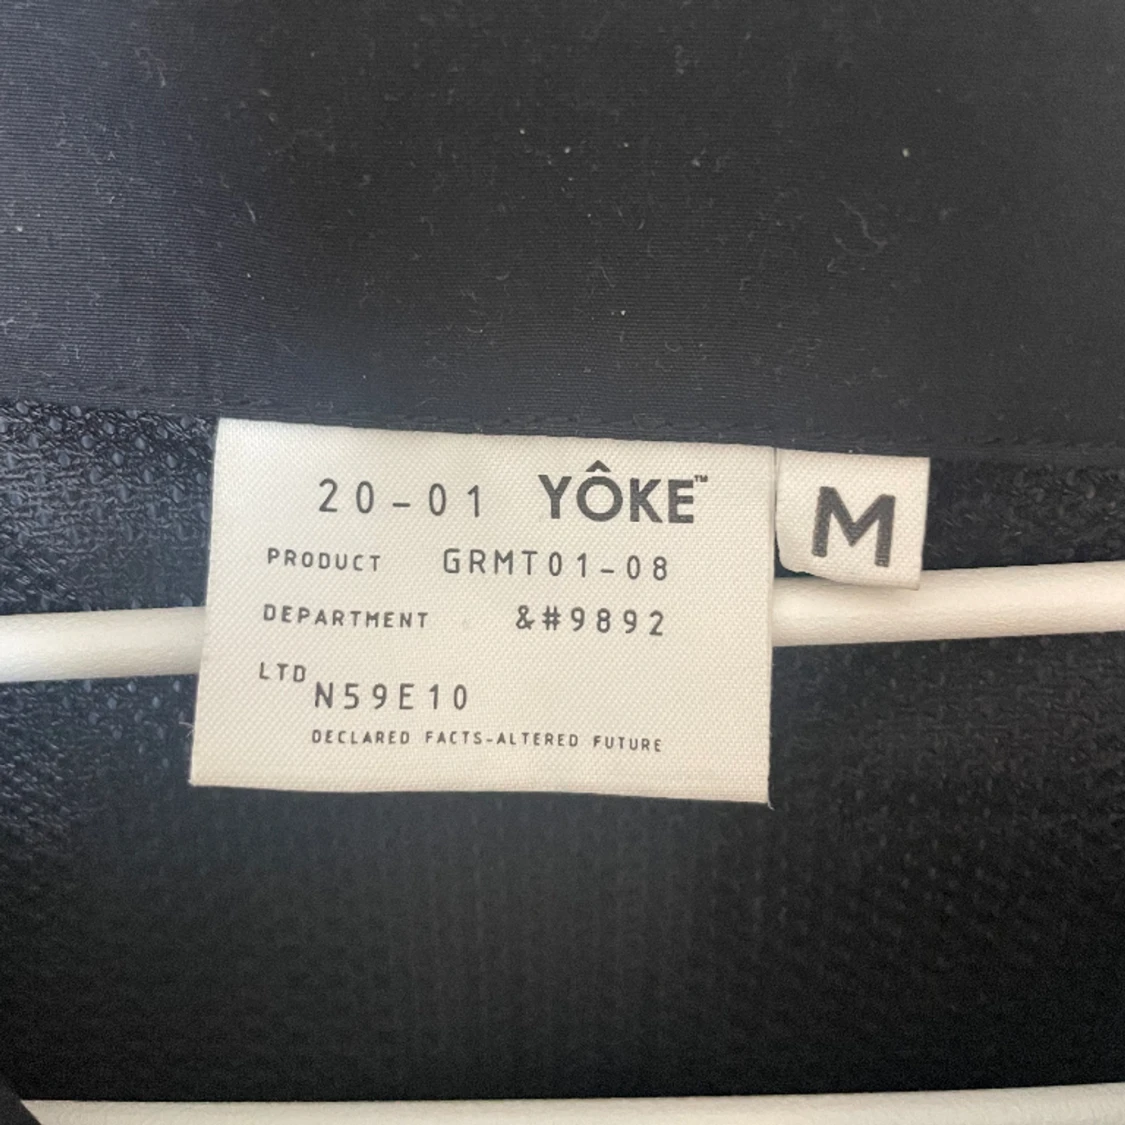 20-01 YÔKE™
M
PRODUCT GRMT01-08
DEPARTMENT &#9892
LTD N59E10
DECLARED FACTS-ALTERED FUTURE